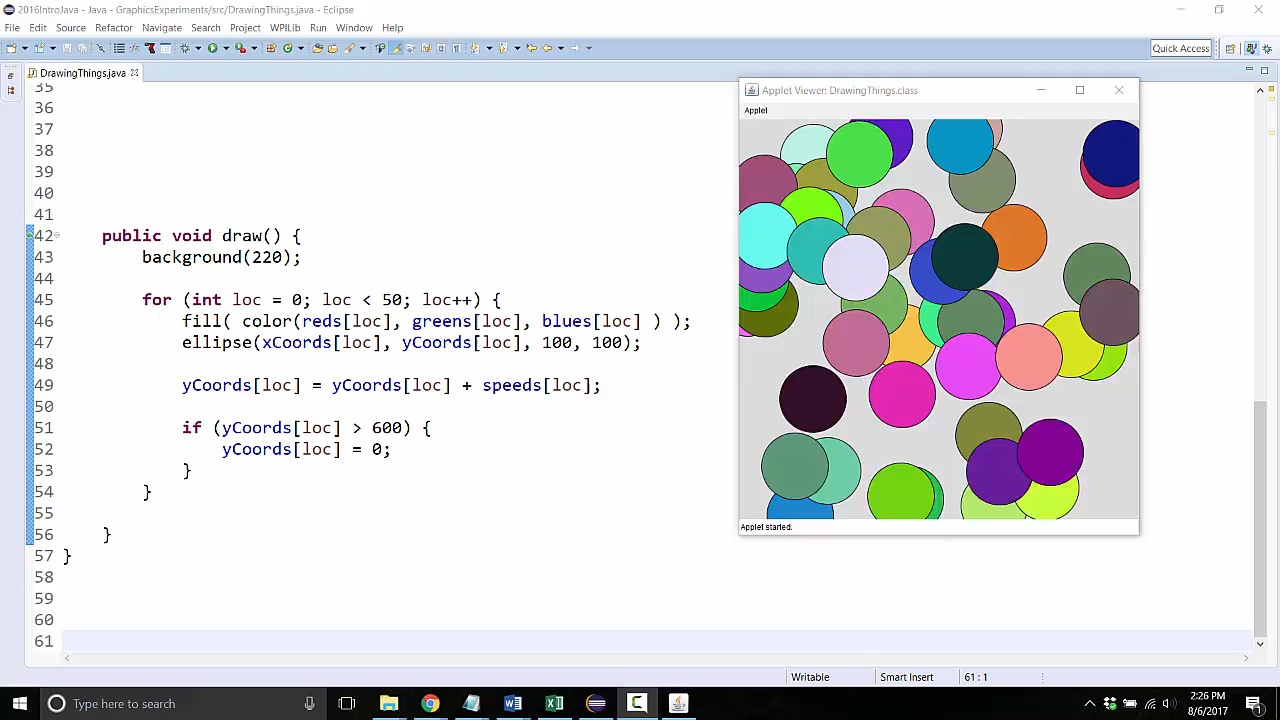 2016IntroJava - Java - GraphicsExperiments/src/DrawingThings.java - Eclipse
File Edit Source Refactor Navigate Search Project WPILib Run Window Help
Quick Access
DrawingThings.java
35
36
37
38
39
40
41
42 public void draw() {
43 background(220);
44
45 for (int loc = 0; loc < 50; loc++) {
46 fill( color(reds[loc], greens[loc], blues[loc] ) );
47 ellipse(xCoords[loc], yCoords[loc], 100, 100);
48
49 yCoords[loc] = yCoords[loc] + speeds[loc];
50
51 if (yCoords[loc] > 600) {
52 yCoords[loc] = 0;
53 }
54 }
55
56 }
57 }
58
59
60
61
Applet Viewer: DrawingThings.class
Applet
Applet started.
Writable Smart Insert 61 : 1
Type here to search
2:26 PM
8/6/2017